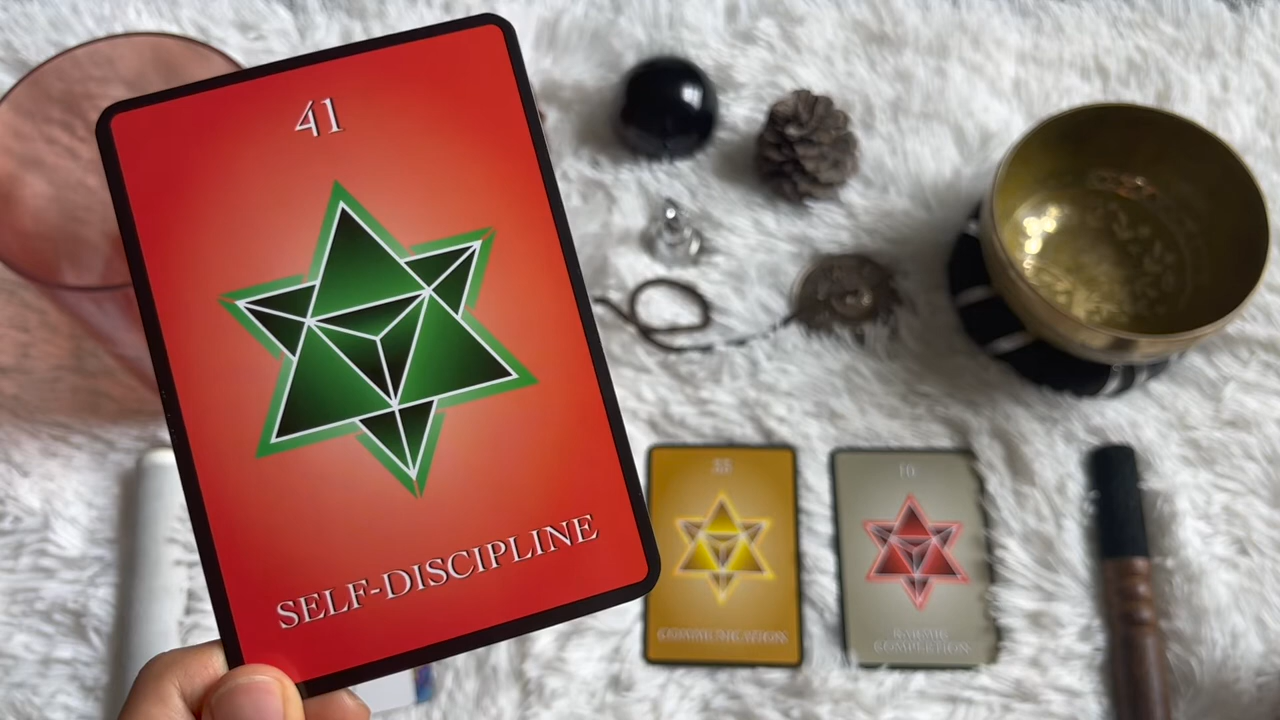 41
SELF-DISCIPLINE
COMMUNICATION
KARMIC
COMPLETION